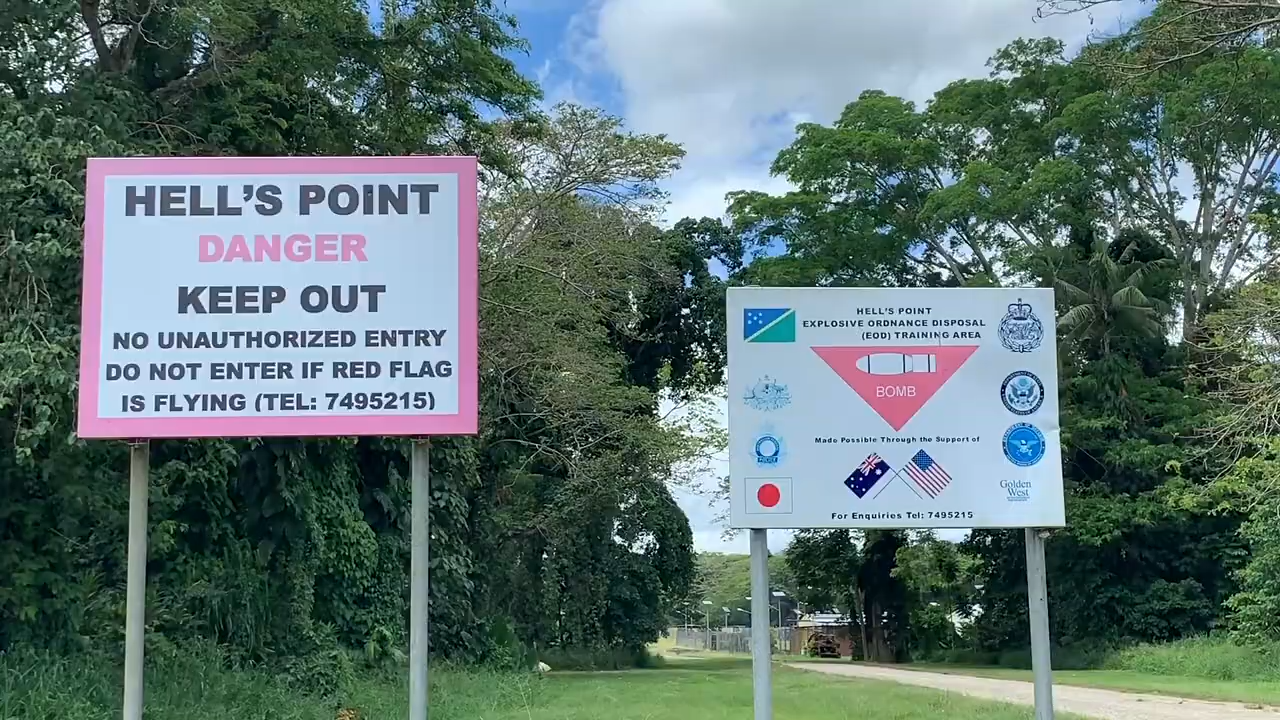 HELL'S POINT
DANGER
KEEP OUT
NO UNAUTHORIZED ENTRY
DO NOT ENTER IF RED FLAG
IS FLYING (TEL: 7495215)
HELL'S POINT
EXPLOSIVE ORDNANCE DISPOSAL
(EOD) TRAINING AREA
BOMB
Made Possible Through the Support of
POLICE
Golden
West
For Enquiries Tel: 7495215